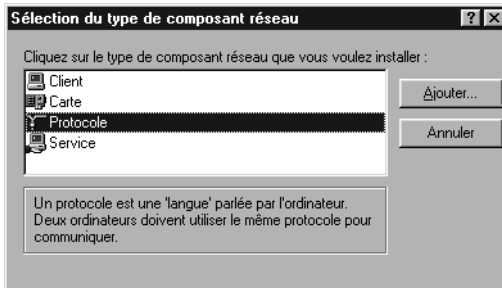 Sélection du type de composant réseau
Cliquez sur le type de composant réseau que vous voulez installer :
Client
Carte
Protocole
Service
Ajouter...
Annuler
Un protocole est une 'langue' parlée par l'ordinateur.
Deux ordinateurs doivent utiliser le même protocole pour
communiquer.